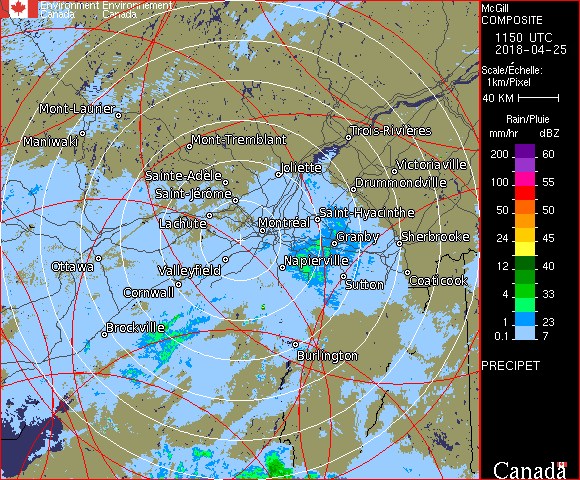 Environment Environnement
Canada Canada
McGill
COMPOSITE
1150 UTC
2018-04-25
Scale/Échelle:
1km/Pixel
40 KM
Rain/Pluie
mm/hr dBZ
200 60
100 55
50 50
24 45
12 40
4 33
1 23
0.1 7
PRECIPET
Mont-Laurier
Maniwaki
Mont-Tremblant
Trois-Rivières
Joliette
Victoriaville
Sainte-Adèle
Drummondville
Saint-Jérôme
Saint-Hyacinthe
Lachute
Montréal
Granby
Sherbrooke
Ottawa
Valleyfield
Napierville
Cornwall
Sutton
Coaticook
Brockville
Burlington
Canada